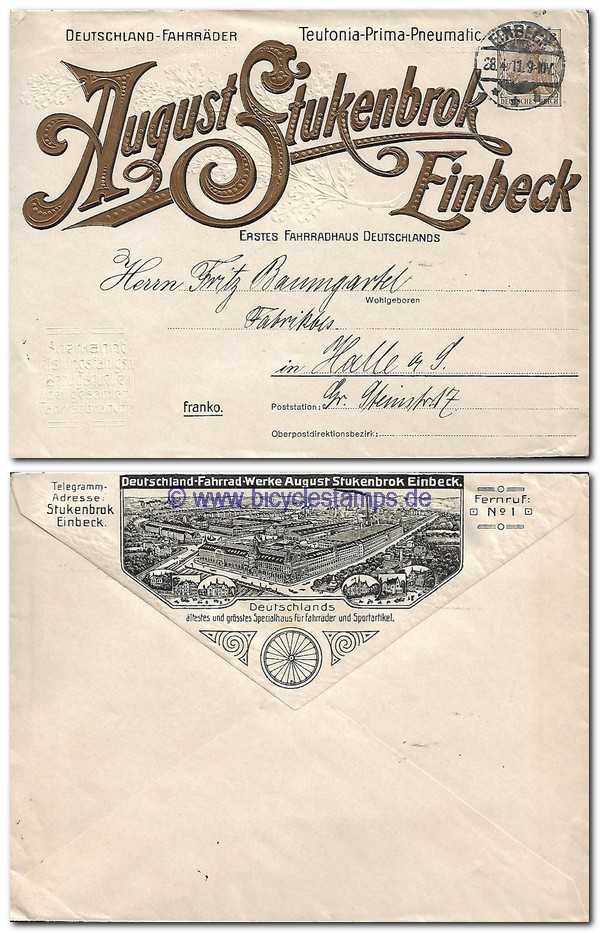 Deutschland-Fahrräder Teutonia-Prima-Pneumatic.
EINBECK
28.4.11.9-10V.
DEUTSCHES REICH
August Stukenbrok
Einbeck
Erstes Fahrradhaus Deutschlands
Herrn Fritz Baumgartel
Wohlgeboren
in Halle a S.
franko.
Poststation: Gr. Steinstr. 17
Oberpostdirektionsbezirk:
Deutschland-Fahrrad-Werke August Stukenbrok Einbeck.
© www.bicyclestamps.de
Telegramm-
Adresse:
Stukenbrok
Einbeck.
Fernruf:
No 1
Deutschlands
ältestes und grösstes Specialhaus für Fahrräder und Sportartikel.